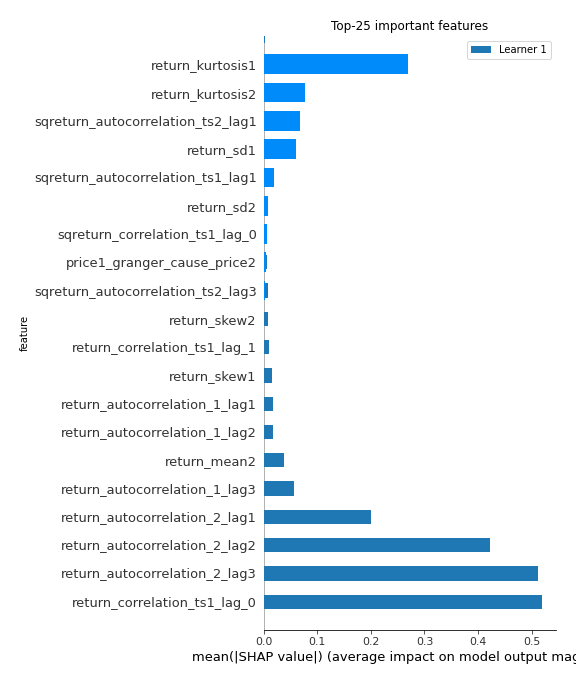 Top-25 important features
Learner 1
return_kurtosis1
return_kurtosis2
sqreturn_autocorrelation_ts2_lag1
return_sd1
sqreturn_autocorrelation_ts1_lag1
return_sd2
sqreturn_correlation_ts1_lag_0
price1_granger_cause_price2
sqreturn_autocorrelation_ts2_lag3
return_skew2
return_correlation_ts1_lag_1
return_skew1
return_autocorrelation_1_lag1
return_autocorrelation_1_lag2
return_mean2
return_autocorrelation_1_lag3
return_autocorrelation_2_lag1
return_autocorrelation_2_lag2
return_autocorrelation_2_lag3
return_correlation_ts1_lag_0
feature
0.0 0.1 0.2 0.3 0.4 0.5
mean(|SHAP value|) (average impact on model output mag